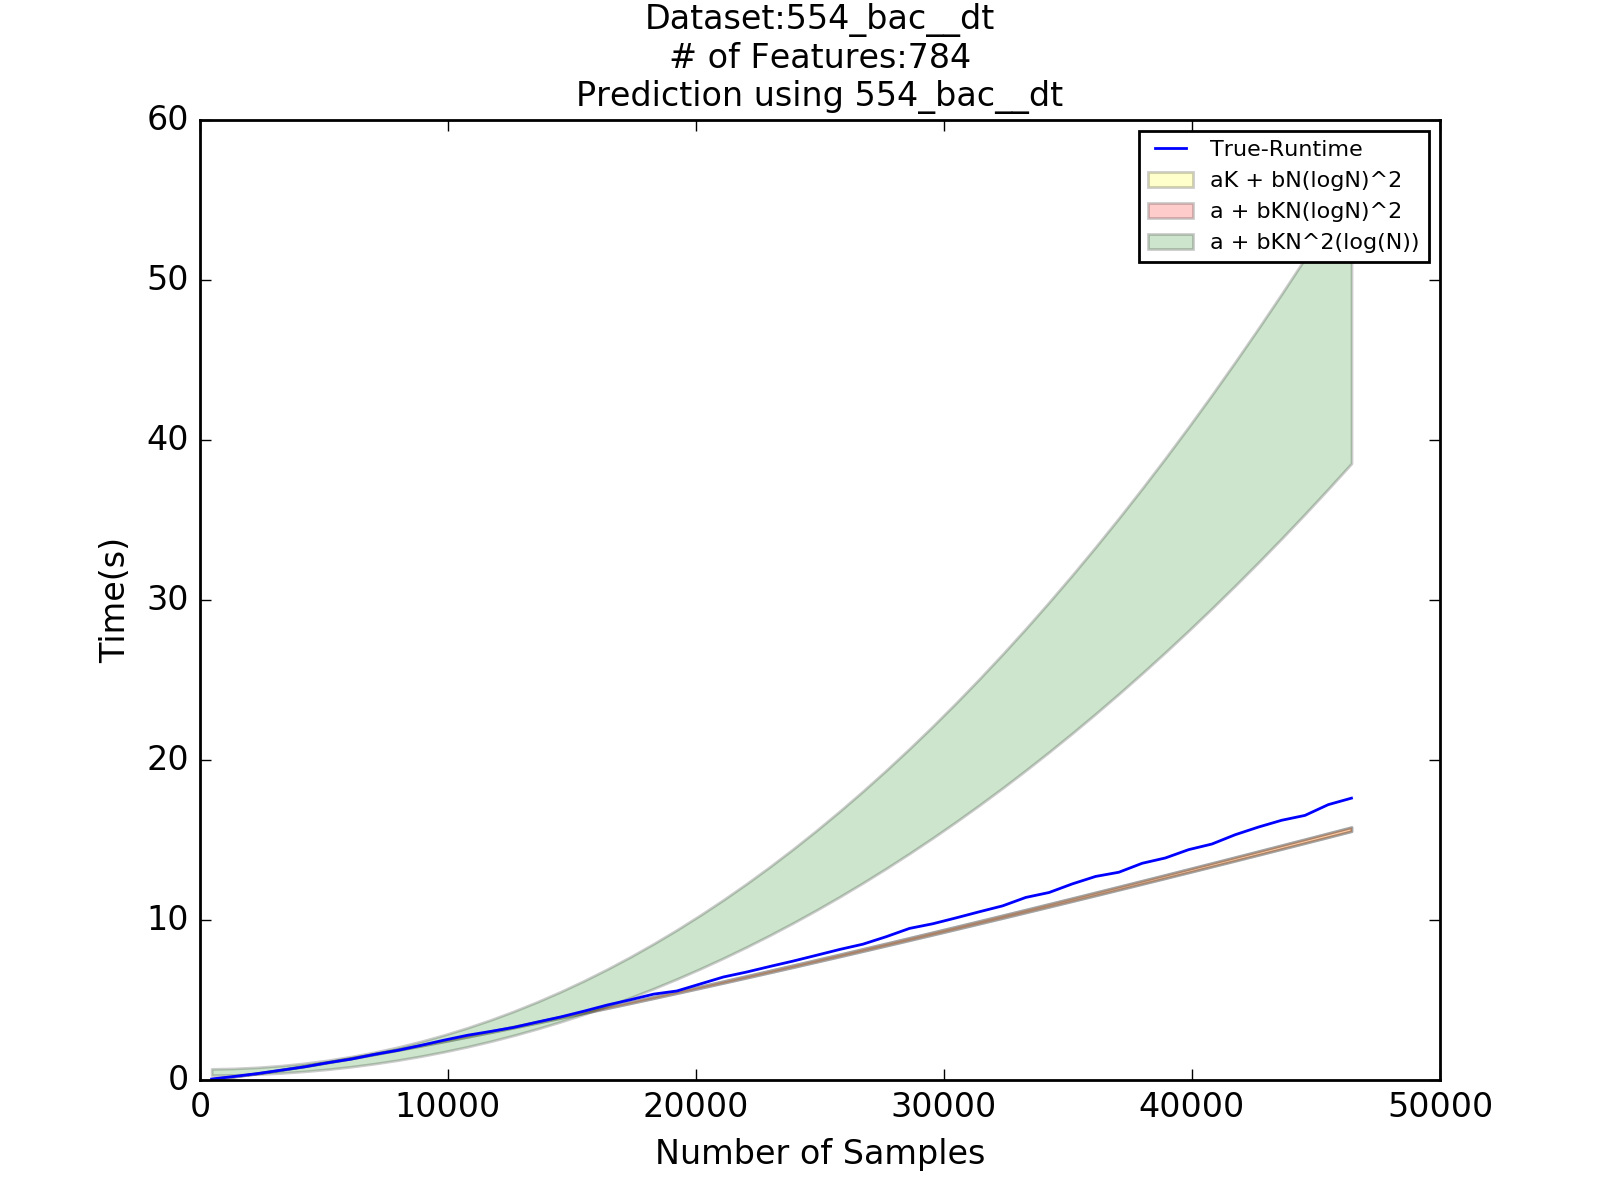 Dataset:554_bac__dt
# of Features:784
Prediction using 554_bac__dt
60
50
40
30
20
10
0
Time(s)
True-Runtime
aK + bN(logN)^2
a + bKN(logN)^2
a + bKN^2(log(N))
0 10000 20000 30000 40000 50000
Number of Samples